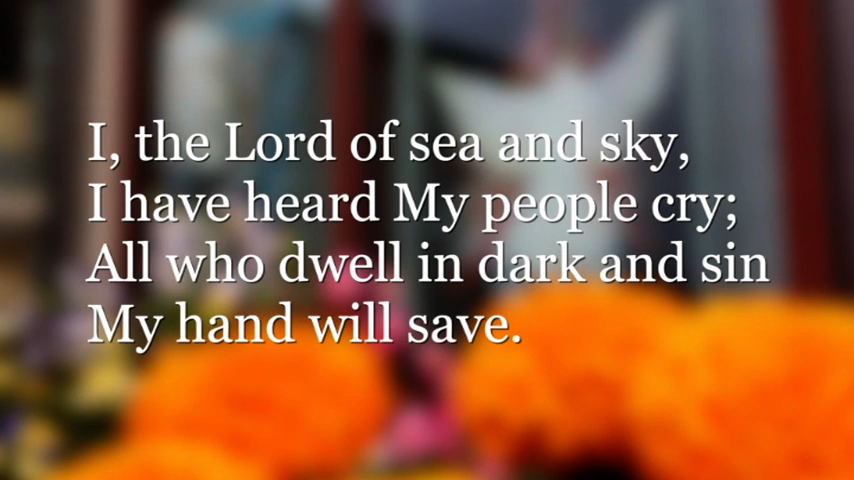 I, the Lord of sea and sky,
I have heard My people cry;
All who dwell in dark and sin
My hand will save.